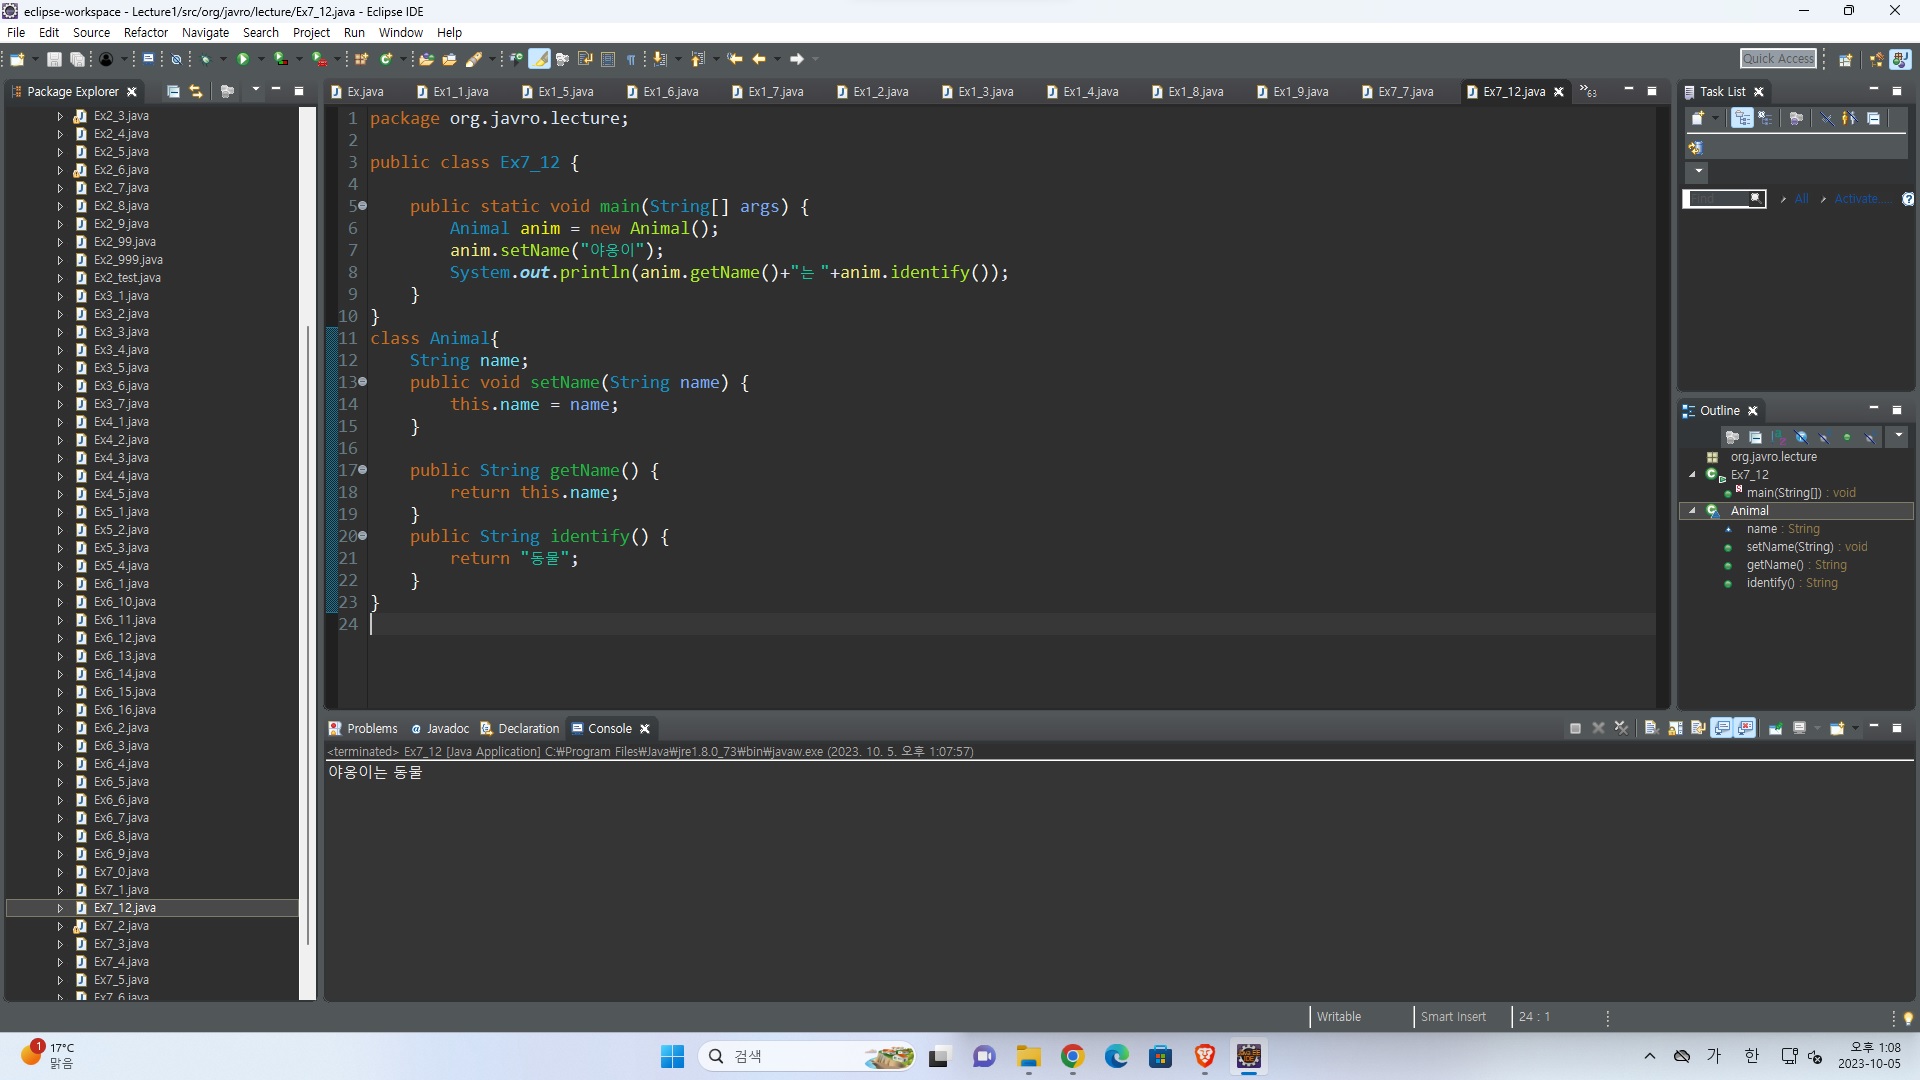 eclipse-workspace - Lecture1/src/org/javro/lecture/Ex7_12.java - Eclipse IDE
File Edit Source Refactor Navigate Search Project Run Window Help
Quick Access
Package Explorer
Ex2_3.java
Ex2_4.java
Ex2_5.java
Ex2_6.java
Ex2_7.java
Ex2_8.java
Ex2_9.java
Ex2_99.java
Ex2_999.java
Ex2_test.java
Ex3_1.java
Ex3_2.java
Ex3_3.java
Ex3_4.java
Ex3_5.java
Ex3_6.java
Ex3_7.java
Ex4_1.java
Ex4_2.java
Ex4_3.java
Ex4_4.java
Ex4_5.java
Ex5_1.java
Ex5_2.java
Ex5_3.java
Ex5_4.java
Ex6_1.java
Ex6_10.java
Ex6_11.java
Ex6_12.java
Ex6_13.java
Ex6_14.java
Ex6_15.java
Ex6_16.java
Ex6_2.java
Ex6_3.java
Ex6_4.java
Ex6_5.java
Ex6_6.java
Ex6_7.java
Ex6_8.java
Ex6_9.java
Ex7_0.java
Ex7_1.java
Ex7_12.java
Ex7_2.java
Ex7_3.java
Ex7_4.java
Ex7_5.java
Ex7_6.java
Ex.java Ex1_1.java Ex1_5.java Ex1_6.java Ex1_7.java Ex1_2.java Ex1_3.java Ex1_4.java Ex1_8.java Ex1_9.java Ex7_7.java Ex7_12.java »63
1 package org.javro.lecture;
2
3 public class Ex7_12 {
4
5 public static void main(String[] args) {
6 Animal anim = new Animal();
7 anim.setName("야옹이");
8 System.out.println(anim.getName()+"는 "+anim.identify());
9 }
10 }
11 class Animal{
12 String name;
13 public void setName(String name) {
14 this.name = name;
15 }
16
17 public String getName() {
18 return this.name;
19 }
20 public String identify() {
21 return "동물";
22 }
23 }
24
Task List
Find All Activate...
Outline
org.javro.lecture
Ex7_12
main(String[]) : void
Animal
name : String
setName(String) : void
getName() : String
identify() : String
Problems Javadoc Declaration Console
<terminated> Ex7_12 [Java Application] C:₩Program Files₩Java₩jre1.8.0_73₩bin₩javaw.exe (2023. 10. 5. 오후 1:07:57)
야옹이는 동물
Writable Smart Insert 24 : 1
1 17°C
맑음
검색
가 한
오후 1:08
2023-10-05